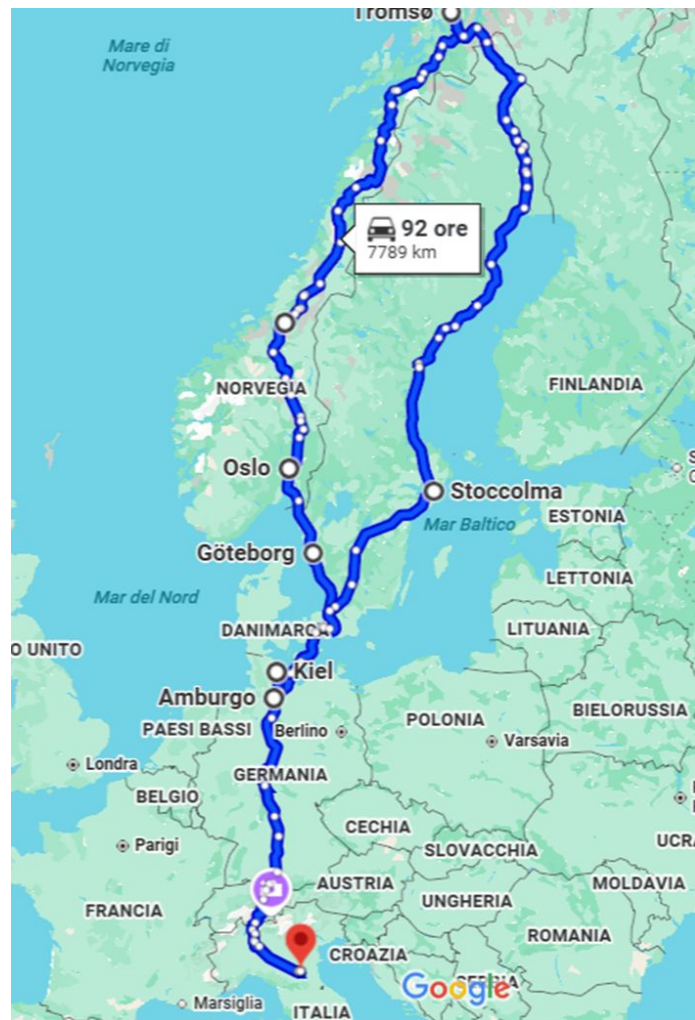 Tromsø
Mare di
Norvegia
92 ore
7789 km
NORVEGIA
FINLANDIA
Oslo
Stoccolma
Mar Baltico
ESTONIA
Göteborg
LETTONIA
Mar del Nord
DANIMARCA
LITUANIA
O UNITO
Kiel
Amburgo
PAESI BASSI
Berlino
POLONIA
BIELORUSSIA
Varsavia
Londra
GERMANIA
BELGIO
CECHIA
Parigi
SLOVACCHIA
UCRA
AUSTRIA
MOLDAVIA
UNGHERIA
FRANCIA
ROMANIA
CROAZIA
Google
Marsiglia
ITALIA